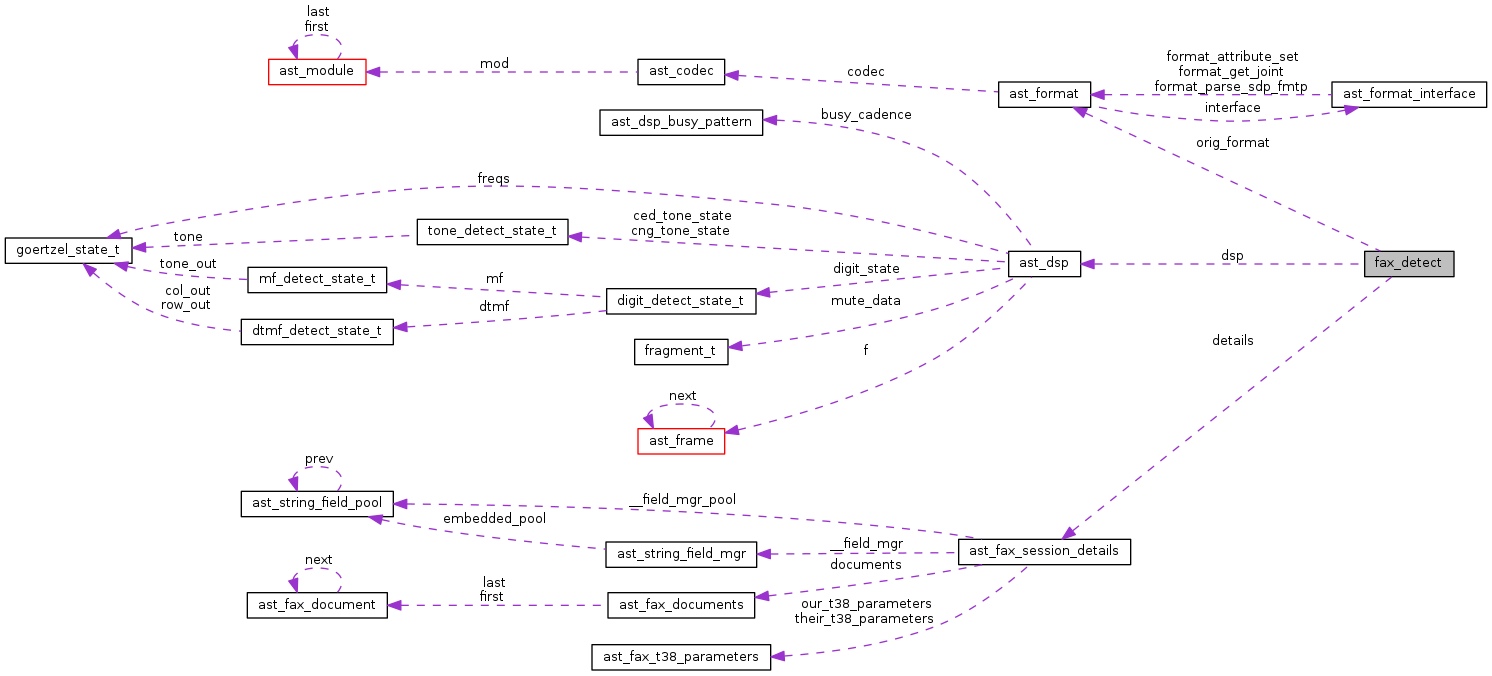 last
first
ast_module
mod
ast_codec
codec
format_attribute_set
format_get_joint
format_parse_sdp_fmtp
ast_format
ast_format_interface
interface
ast_dsp_busy_pattern
busy_cadence
orig_format
freqs
ced_tone_state
cng_tone_state
tone_detect_state_t
tone
goertzel_state_t
tone_out
mf_detect_state_t
mf
digit_state
ast_dsp
dsp
fax_detect
col_out
row_out
digit_detect_state_t
mute_data
dtmf
dtmf_detect_state_t
fragment_t
f
details
next
ast_frame
prev
ast_string_field_pool
__field_mgr_pool
embedded_pool
ast_string_field_mgr
__field_mgr
ast_fax_session_details
documents
next
ast_fax_document
last
first
ast_fax_documents
our_t38_parameters
their_t38_parameters
ast_fax_t38_parameters